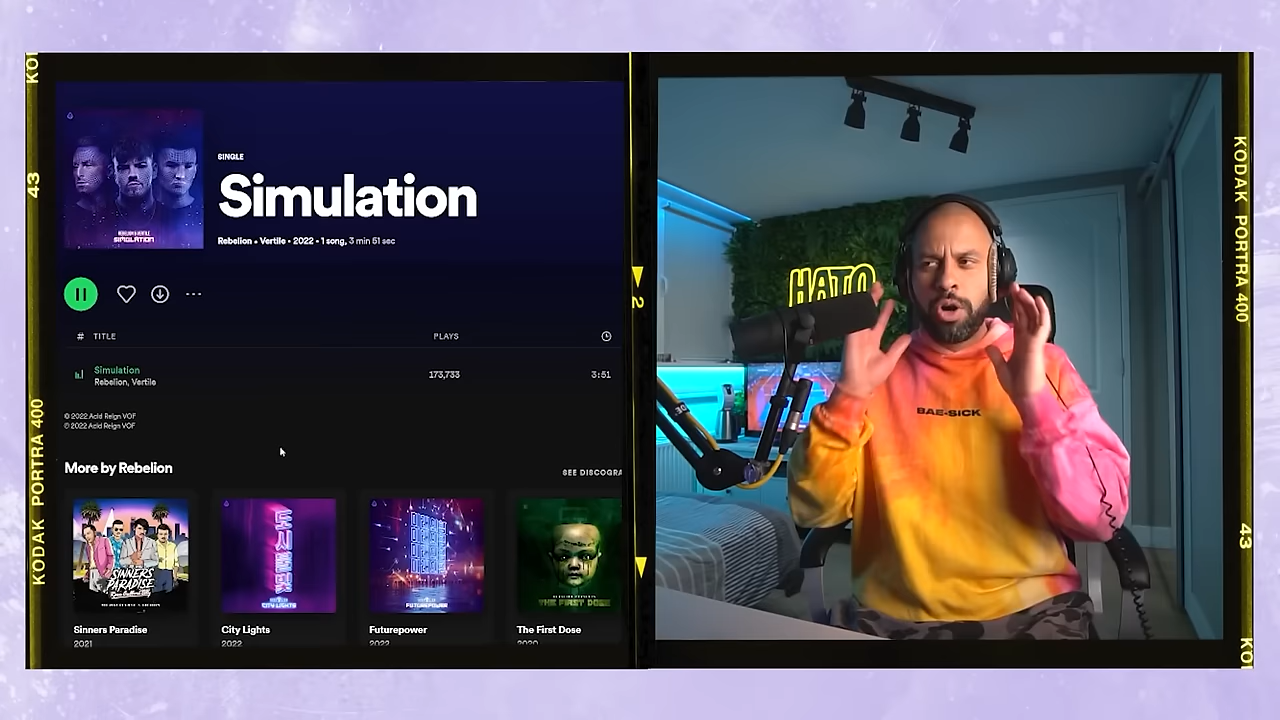 KODAK PORTRA 400
43
SINGLE
Simulation
Rebelion • Vertile • 2022 • 1 song, 3 min 51 sec
SIMULATION
# TITLE PLAYS
Simulation
Rebelion, Vertile
173,733
3:51
© 2022 Acid Reign VOF
© 2022 Acid Reign VOF
More by Rebelion
SEE DISCOGRA
SINNERS
PARADISE
CITY LIGHTS
FUTUREPOWER
THE FIRST DOSE
Sinners Paradise
2021
City Lights
2022
Futurepower
2022
The First Dose
2020
2
HATO
BAE-SICK
KODAK PORTRA 400
43